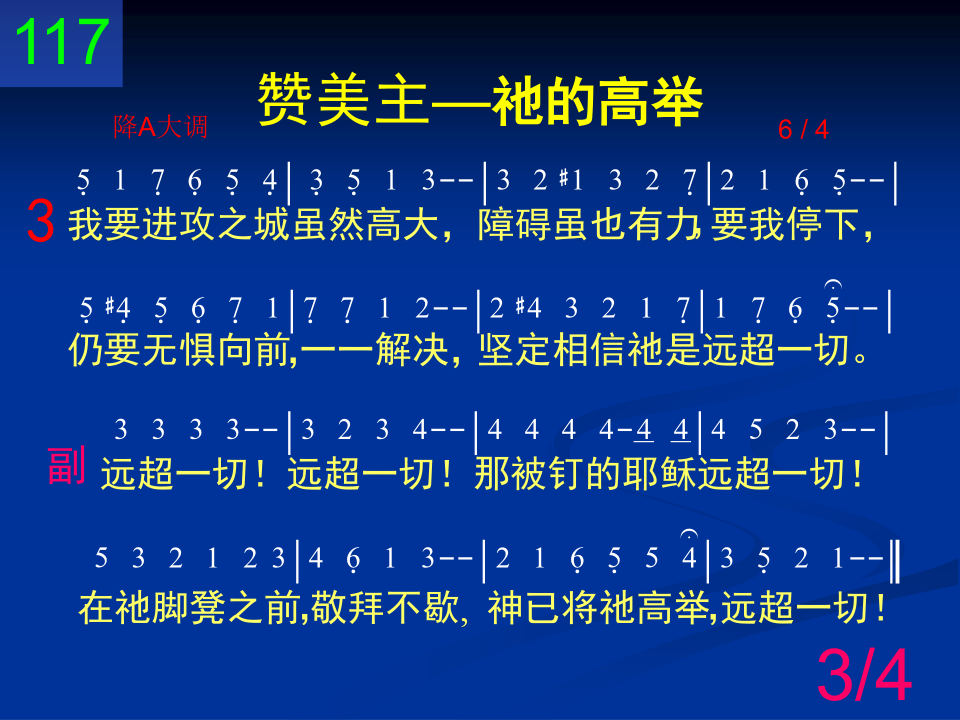 117
赞美主—祂的高举
降A大调 6 / 4
5̣ 1 7̣ 6̣ 5̣ 4̣ | 3̣ 5̣ 1 3-- | 3 2 #1 3 2 7̣ | 2 1 6̣ 5̣-- |
3 我要进攻之城虽然高大，障碍虽也有力,要我停下，
5̣ #4̣ 5̣ 6̣ 7̣ 1 | 7̣ 7̣ 1 2-- | 2 #4 3 2 1 7̣ | 1 7̣ 6̣ 5̣-- |
仍要无惧向前,一一解决，坚定相信祂是远超一切。
3 3 3 3-- | 3 2 3 4-- | 4 4 4 4-4 4 | 4 5 2 3-- |
副 远超一切！远超一切！那被钉的耶稣远超一切！
5 3 2 1 2 3 | 4 6̣ 1 3-- | 2 1 6̣ 5̣ 5 4 | 3 5̣ 2 1-- ‖
在祂脚凳之前,敬拜不歇, 神已将祂高举,远超一切！
3/4